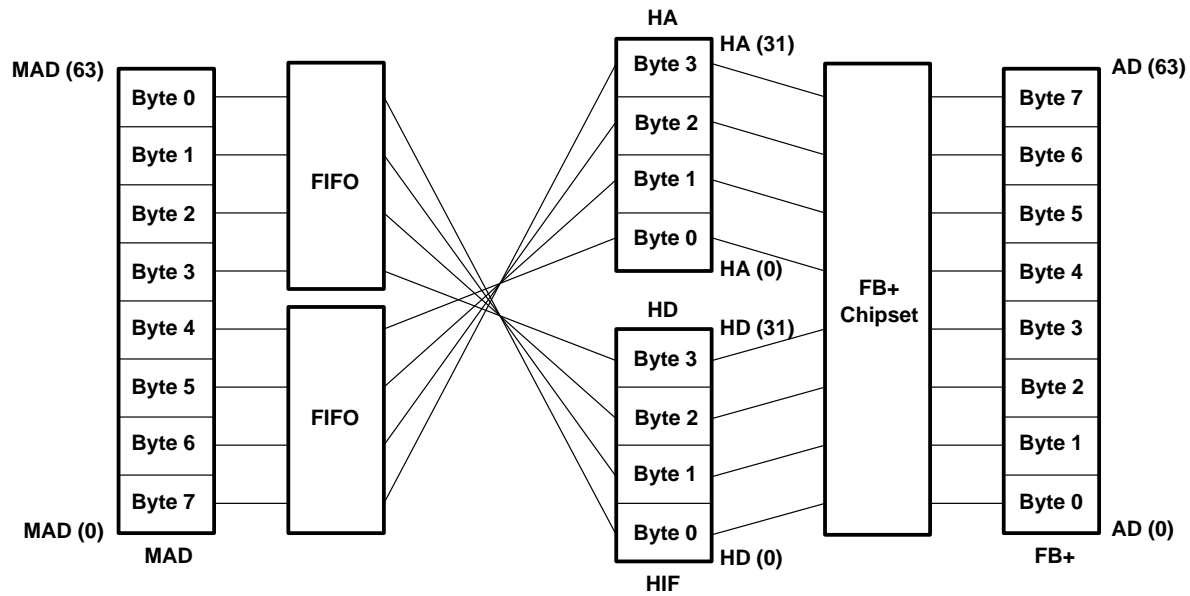 HA
HA (31)
MAD (63)
AD (63)
Byte 0
Byte 1
Byte 2
Byte 3
Byte 4
Byte 5
Byte 6
Byte 7
MAD (0)
MAD
FIFO
FIFO
Byte 3
Byte 2
Byte 1
Byte 0
HA (0)
HD
HD (31)
Byte 3
Byte 2
Byte 1
Byte 0
HD (0)
HIF
FB+
Chipset
Byte 7
Byte 6
Byte 5
Byte 4
Byte 3
Byte 2
Byte 1
Byte 0
AD (0)
FB+